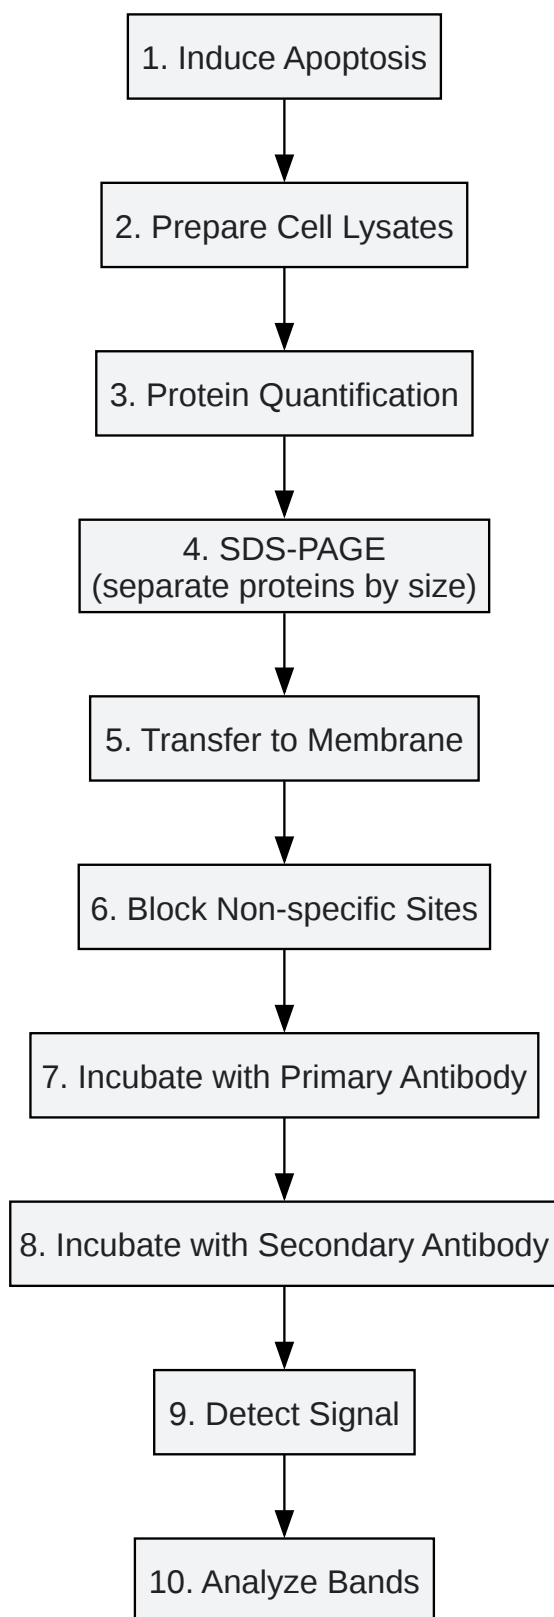 1. Induce Apoptosis
2. Prepare Cell Lysates
3. Protein Quantification
4. SDS-PAGE
(separate proteins by size)
5. Transfer to Membrane
6. Block Non-specific Sites
7. Incubate with Primary Antibody
8. Incubate with Secondary Antibody
9. Detect Signal
10. Analyze Bands